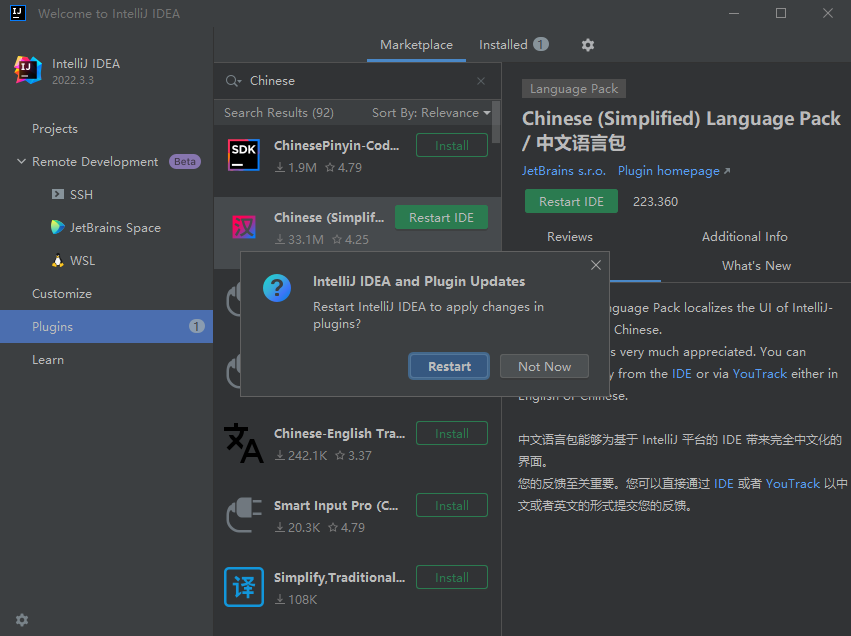 Welcome to IntelliJ IDEA
IntelliJ IDEA
2022.3.3
Projects
Remote Development Beta
SSH
JetBrains Space
WSL
Customize
Plugins 1
Learn
Marketplace Installed 1
Chinese
Search Results (92) Sort By: Relevance
SDK
ChinesePinyin-Cod... Install
1.9M 4.79
汉
Chinese (Simplif... Restart IDE
33.1M 4.25
Chinese-English Tra... Install
242.1K 3.37
Smart Input Pro (C... Install
20.3K 4.79
译
Simplify,Traditional... Install
108K
Language Pack
Chinese (Simplified) Language Pack
/ 中文语言包
JetBrains s.r.o. Plugin homepage
Restart IDE 223.360
Reviews Additional Info
What's New
guage Pack localizes the UI of IntelliJ-
Chinese.
s very much appreciated. You can
y from the IDE or via YouTrack either in
English or Chinese.
中文语言包能够为基于 IntelliJ 平台的 IDE 带来完全中文化的
界面。
您的反馈至关重要。您可以直接通过 IDE 或者 YouTrack 以中
文或者英文的形式提交您的反馈。
IntelliJ IDEA and Plugin Updates
Restart IntelliJ IDEA to apply changes in
plugins?
Restart Not Now